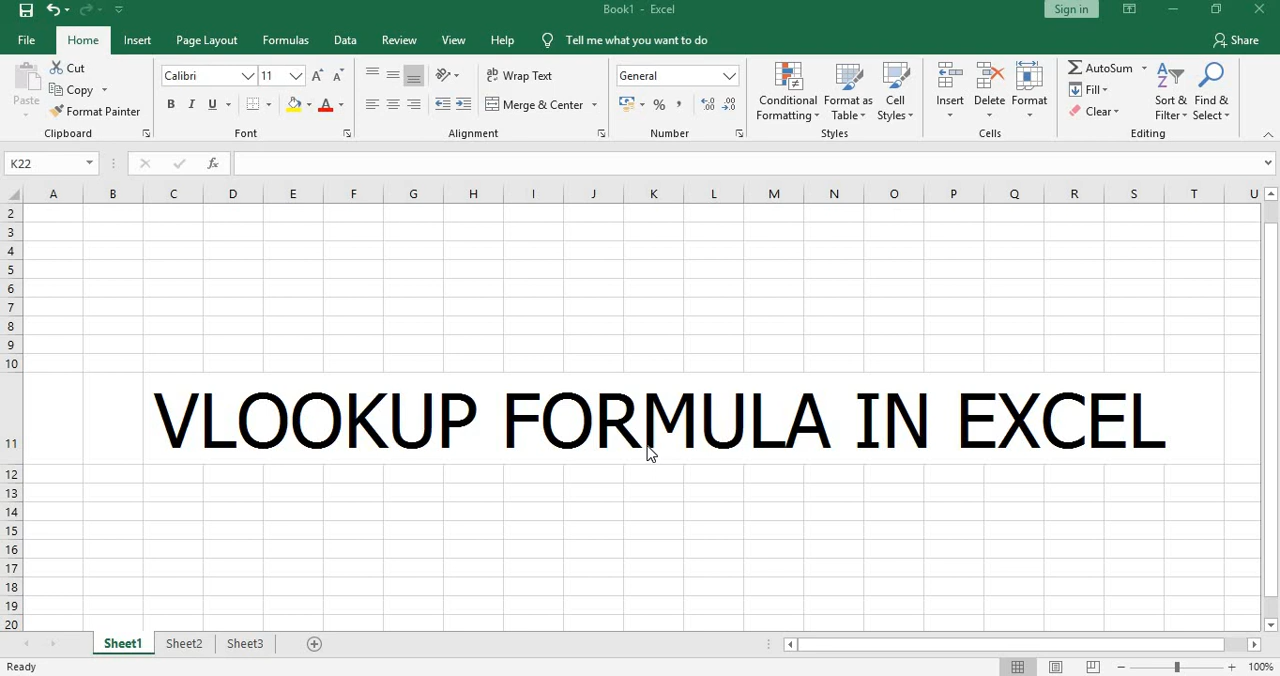 Book1 - Excel
Sign in
File Home Insert Page Layout Formulas Data Review View Help Tell me what you want to do Share
Paste
Cut
Copy
Format Painter
Clipboard
Calibri 11
B I U A
Font
ab Wrap Text
Merge & Center
Alignment
General
% ,
Number
Conditional Formatting
Format as Table
Cell Styles
Styles
Insert Delete Format
Cells
AutoSum
Fill
Clear
Sort & Filter
Find & Select
Editing
K22 fx
A B C D E F G H I J K L M N O P Q R S T U
2
3
4
5
6
7
8
9
10
11 VLOOKUP FORMULA IN EXCEL
12
13
14
15
16
17
18
19
20
Sheet1 Sheet2 Sheet3
Ready 100%